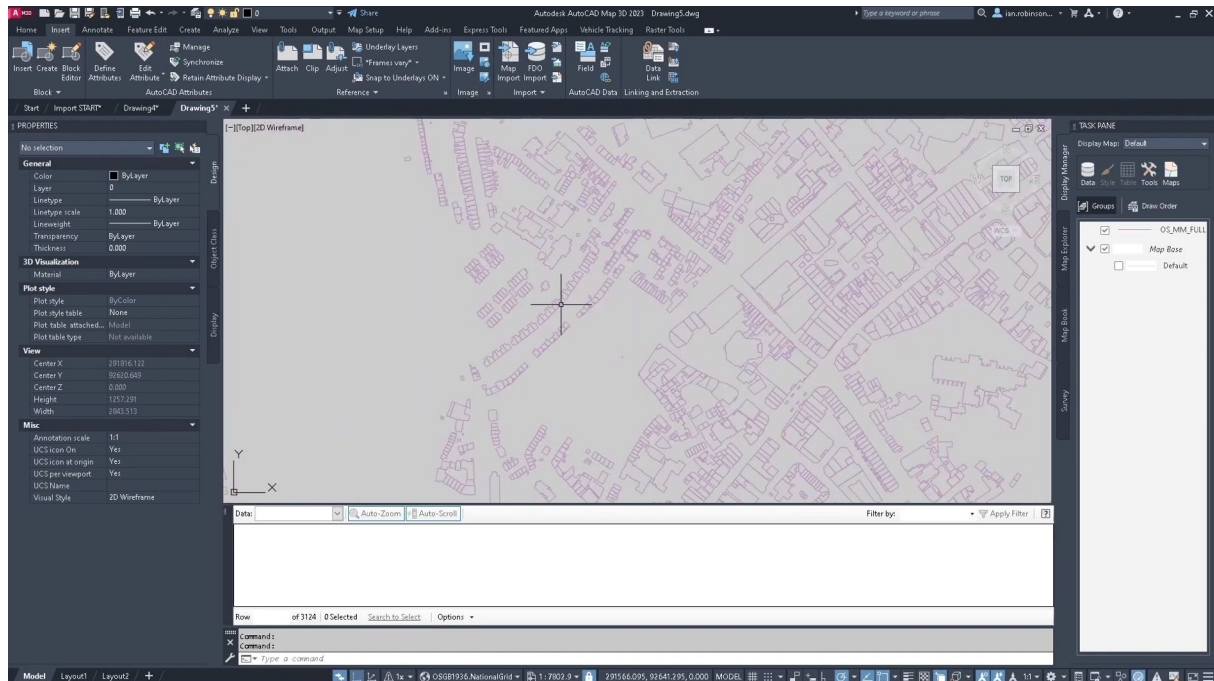 A M3D 0 Share Autodesk AutoCAD Map 3D 2023 Drawing5.dwg Type a keyword or phrase ian.robinson...
Home Insert Annotate Feature Edit Create Analyze View Tools Output Map Setup Help Add-ins Express Tools Featured Apps Vehicle Tracking Raster Tools
Insert Create Block Editor Define Attributes Edit Attribute Manage Synchronize Retain Attribute Display
Attach Clip Adjust Underlay Layers *Frames vary* Snap to Underlays ON
Image Map Import FDO Import Field Data Link
Block AutoCAD Attributes Reference Image Import AutoCAD Data Linking and Extraction
Start Import START* Drawing4* Drawing5*
PROPERTIES
No selection
General
Color ByLayer
Layer 0
Linetype ByLayer
Linetype scale 1.000
Lineweight ByLayer
Transparency ByLayer
Thickness 0.000
3D Visualization
Material ByLayer
Plot style
Plot style ByColor
Plot style table None
Plot table attached... Model
Plot table type Not available
View
Center X 291816.122
Center Y 92620.649
Center Z 0.000
Height 1257.291
Width 2843.513
Misc
Annotation scale 1:1
UCS icon On Yes
UCS icon at origin Yes
UCS per viewport Yes
UCS Name
Visual Style 2D Wireframe
Design
Object Class
Display
[-][Top][2D Wireframe]
TOP
WCS
Y
X
Data: Auto-Zoom Auto-Scroll Filter by: Apply Filter ?
Row of 3124 0 Selected Search to Select Options
Command:
Command:
Type a command
TASK PANE
Display Map: Default
Data Style Table Tools Maps
Groups Draw Order
OS_MM_FULL
Map Base
Default
Display Manager
Map Explorer
Map Book
Survey
Model Layout1 Layout2 + 1x OSGB1936.NationalGrid 1 : 7802.9 291566.095, 92641.295, 0.000 MODEL 1:1